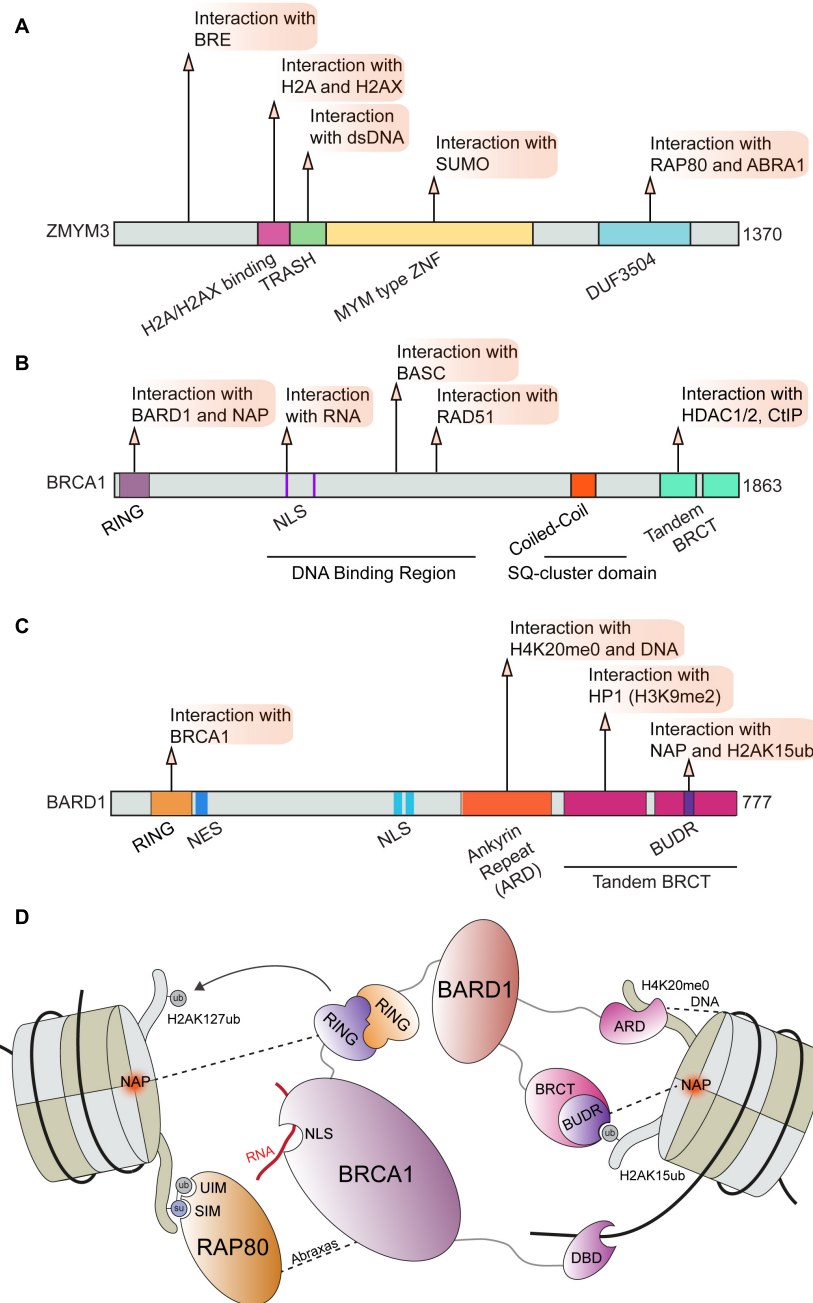 A
Interaction with
BRE
Interaction with
H2A and H2AX
Interaction
with dsDNA
Interaction with
SUMO
Interaction with
RAP80 and ABRA1
ZMYM3
1370
H2A/H2AX binding
TRASH
MYM type ZNF
DUF3504
B
Interaction with
BARD1 and NAP
Interaction
with RNA
Interaction with
BASC
Interaction with
RAD51
Interaction with
HDAC1/2, CtIP
BRCA1
1863
RING
NLS
Coiled-Coil
Tandem
BRCT
DNA Binding Region
SQ-cluster domain
C
Interaction with
BRCA1
Interaction with
H4K20me0 and DNA
Interaction with
HP1 (H3K9me2)
Interaction with
NAP and H2AK15ub
BARD1
777
RING
NES
NLS
Ankyrin
Repeat
(ARD)
BUDR
Tandem BRCT
D
ub
H2AK127ub
NAP
RING
RING
BARD1
H4K20me0
DNA
ARD
NAP
BRCT
BUDR
ub
H2AK15ub
RNA
NLS
BRCA1
ub
UIM
su
SIM
RAP80
Abraxas
DBD